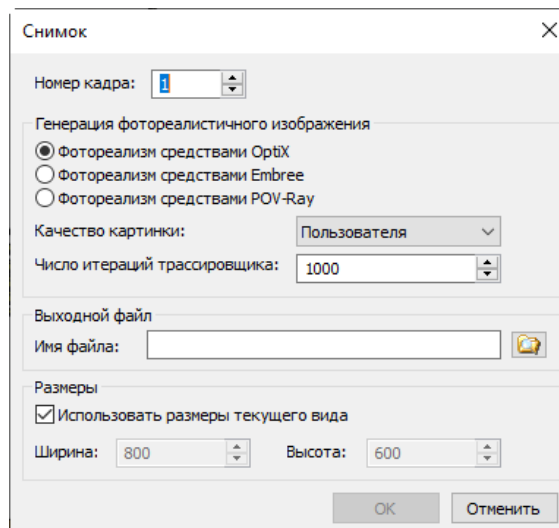 Снимок
Номер кадра: 1
Генерация фотореалистичного изображения
Фотореализм средствами OptiX
Фотореализм средствами Embree
Фотореализм средствами POV-Ray
Качество картинки: Пользователя
Число итераций трассировщика: 1000
Выходной файл
Имя файла:
Размеры
Использовать размеры текущего вида
Ширина: 800 Высота: 600
OK Отменить